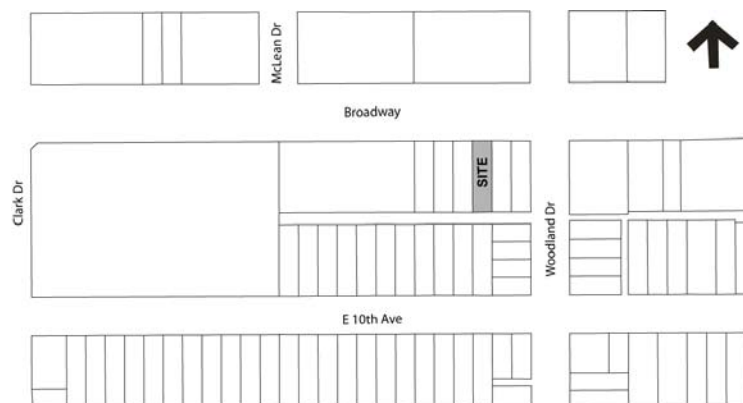 McLean Dr
Broadway
Clark Dr
SITE
Woodland Dr
E 10th Ave